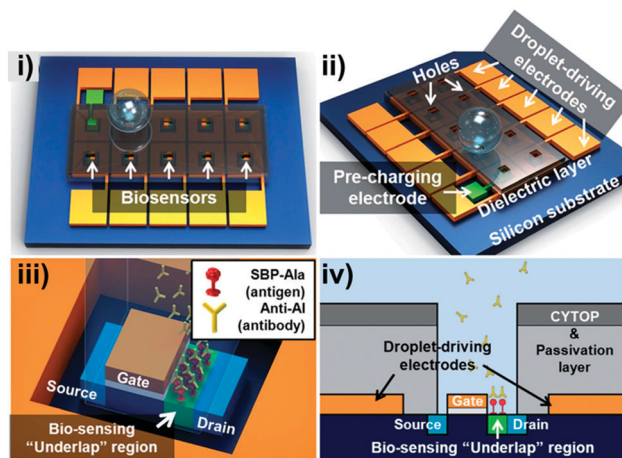 i)
Biosensors
ii)
Holes
Droplet-driving
electrodes
Pre-charging
electrode
Dielectric layer
Silicon substrate
iii)
SBP-Ala
(antigen)
Anti-AI
(antibody)
Gate
Source
Drain
Bio-sensing
“Underlap” region
iv)
CYTOP
&
Passivation
layer
Droplet-driving
electrodes
Gate
Source
Drain
Bio-sensing “Underlap” region